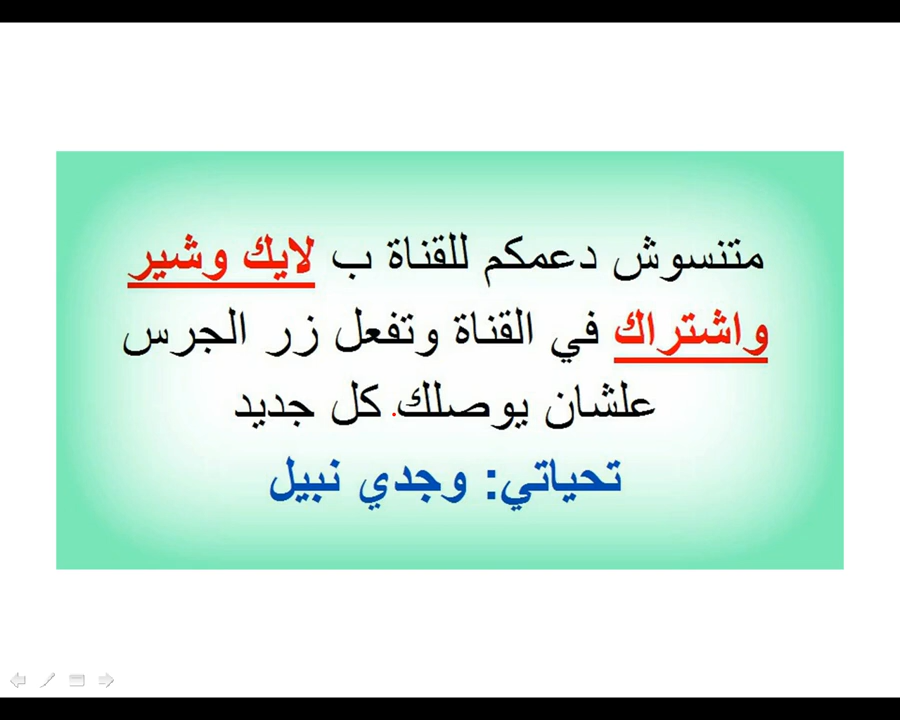 متنسوش دعمكم للقناة ب لايك وشير
واشتراك في القناة وتفعل زر الجرس
علشان يوصلك كل جديد
تحياتي: وجدي نبيل